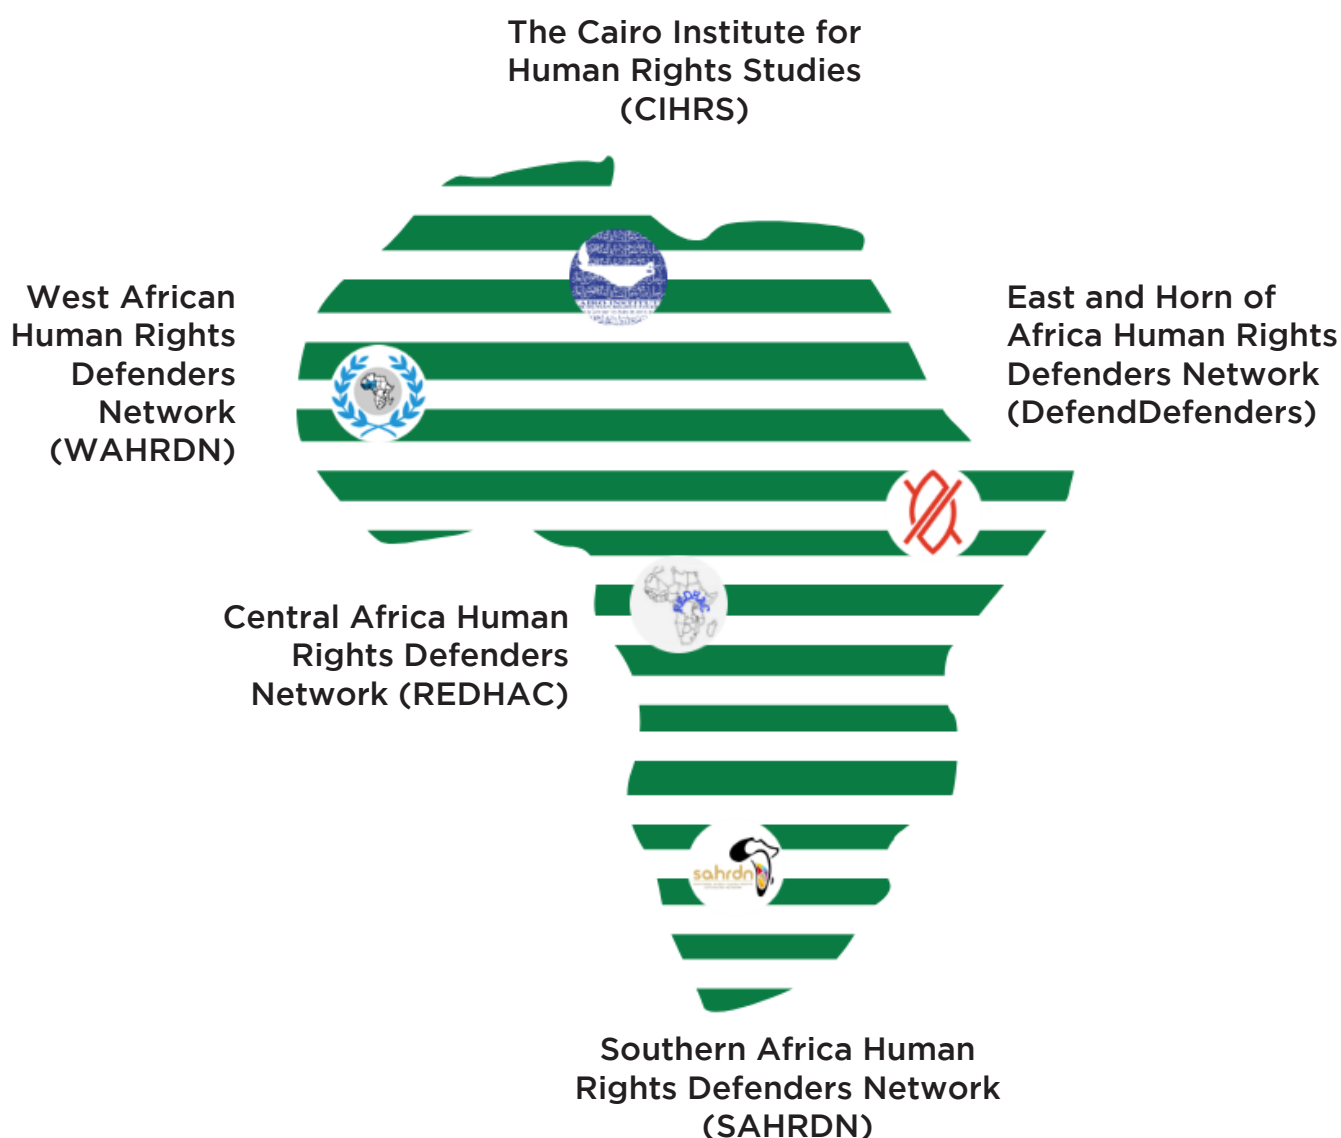 The Cairo Institute for
Human Rights Studies
(CIHRS)
West African
Human Rights
Defenders
Network
(WAHRDN)
East and Horn of
Africa Human Rights
Defenders Network
(DefendDefenders)
REDHAC
Central Africa Human
Rights Defenders
Network (REDHAC)
sahrdn
Southern Africa Human
Rights Defenders Network
(SAHRDN)